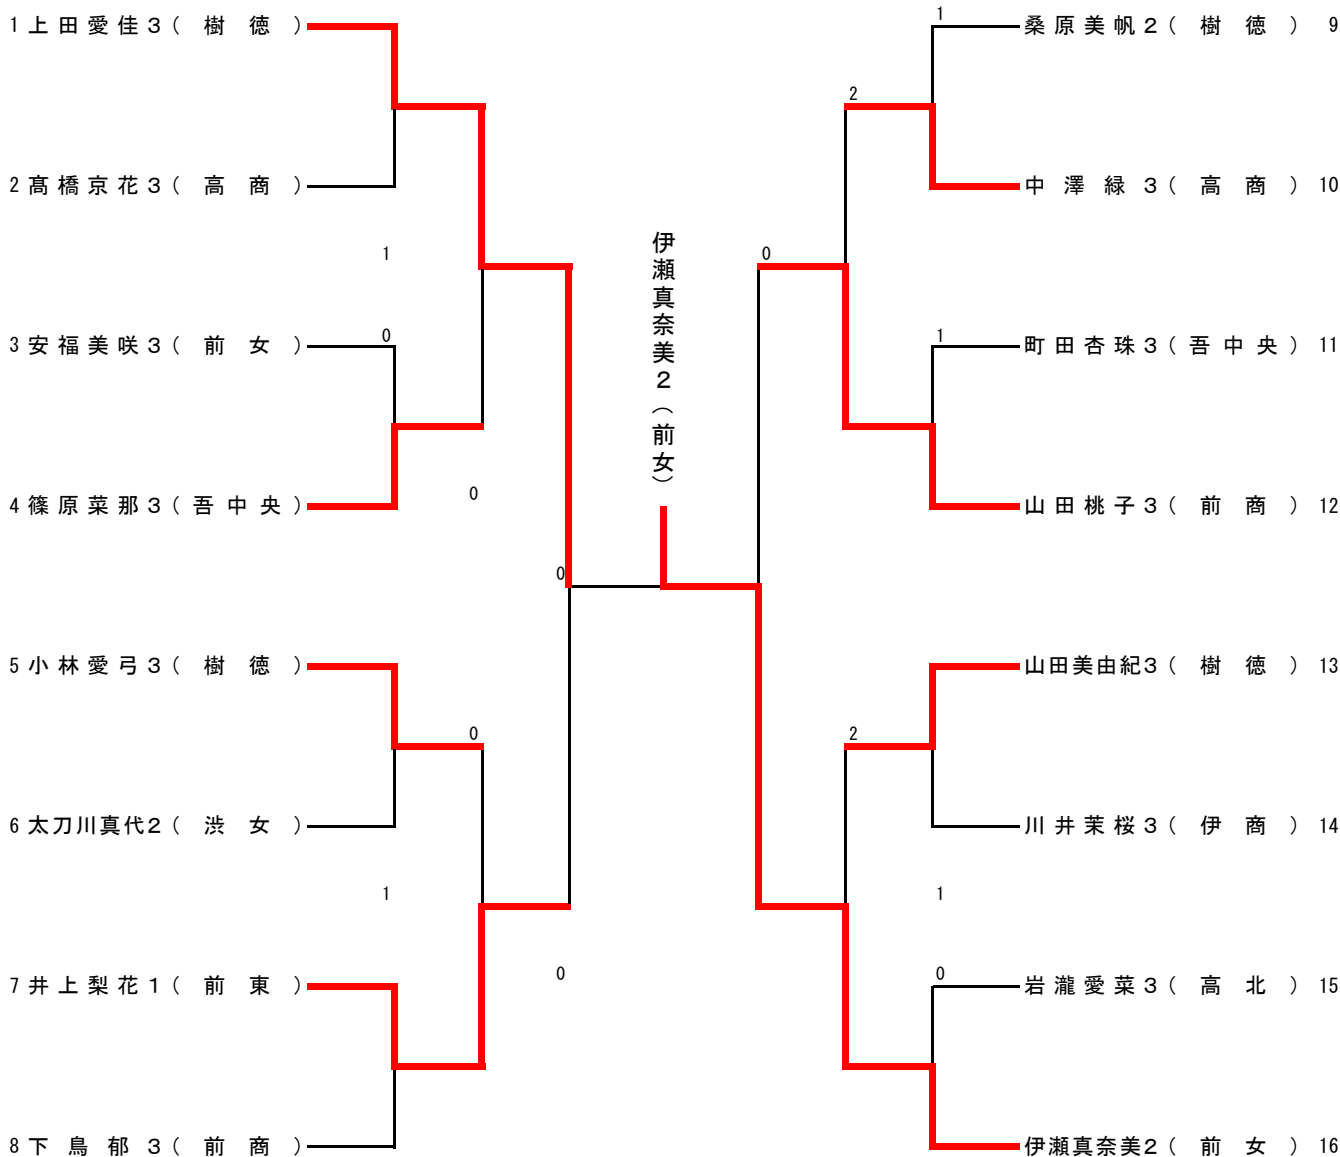 1 上田愛佳3(樹徳)
2 髙橋京花3(高商)
1
0
3 安福美咲3(前女)
4 篠原菜那3(吾中央)
0
0
5 小林愛弓3(樹徳)
0
6 太刀川真代2(渋女)
1
7 井上梨花1(前東)
0
8 下鳥郁3(前商)
伊瀬真奈美2(前女)
1
桑原美帆2(樹徳) 9
2
中澤緑3(高商) 10
0
1
町田杏珠3(吾中央) 11
山田桃子3(前商) 12
山田美由紀3(樹徳) 13
2
川井茉桜3(伊商) 14
1
0
岩瀧愛菜3(高北) 15
伊瀬真奈美2(前女) 16